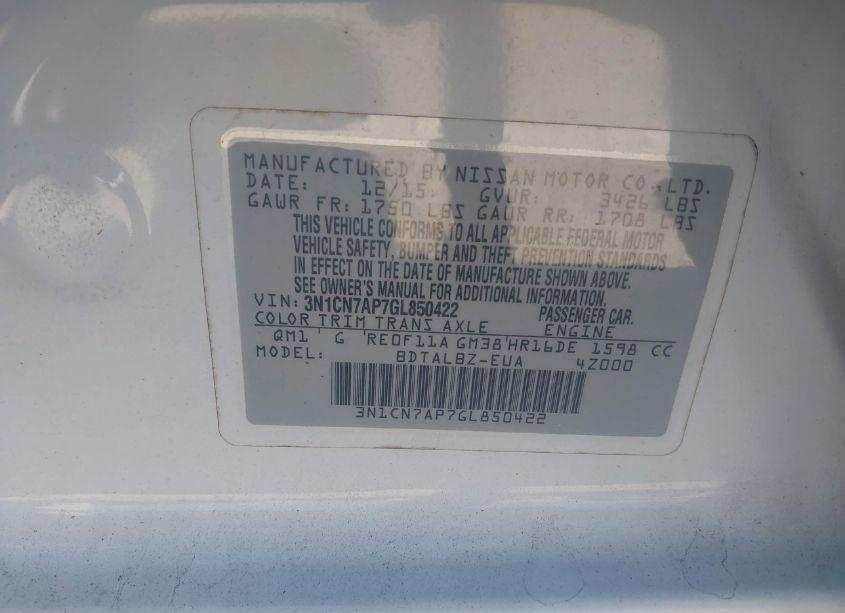 MANUFACTURED BY NISSAN MOTOR CO.,LTD.
DATE: 12/15 GVWR: 3426 LBS
GAWR FR: 1750 LBS GAWR RR: 1708 LBS
THIS VEHICLE CONFORMS TO ALL APPLICABLE FEDERAL MOTOR
VEHICLE SAFETY, BUMPER AND THEFT PREVENTION STANDARDS
IN EFFECT ON THE DATE OF MANUFACTURE SHOWN ABOVE.
SEE OWNER'S MANUAL FOR ADDITIONAL INFORMATION.
VIN: 3N1CN7AP7GL850422 PASSENGER CAR.
COLOR TRIM TRANS AXLE ENGINE
QM1 G RE0F11A GM38 HR16DE 1598 CC
MODEL: BDTALBZ-EUA 4Z000
3N1CN7AP7GL850422